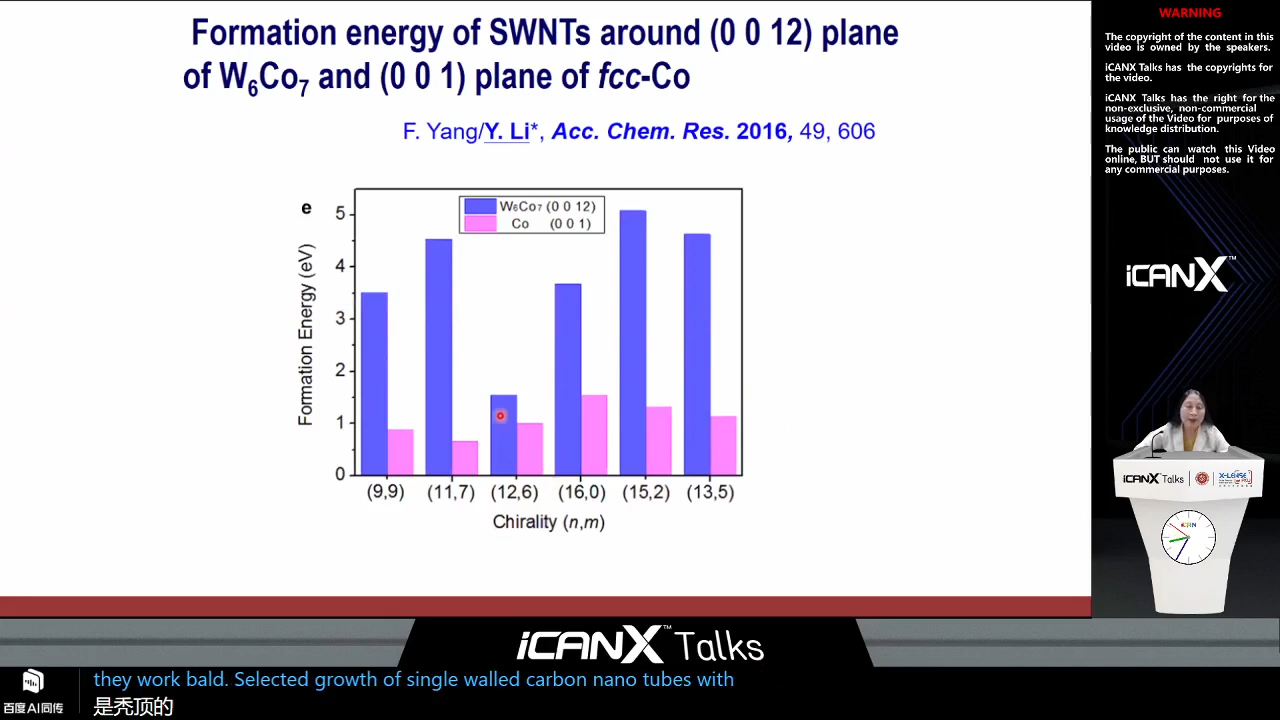 Formation energy of SWNTs around (0 0 12) plane
of W6Co7 and (0 0 1) plane of fcc-Co
F. Yang/Y. Li*, Acc. Chem. Res. 2016, 49, 606
e
W6Co7 (0 0 12)
Co (0 0 1)
Formation Energy (eV)
5
4
3
2
1
0
(9,9) (11,7) (12,6) (16,0) (15,2) (13,5)
Chirality (n,m)
WARNING
The copyright of the content in this
video is owned by the speakers.
iCANX Talks has the copyrights for
the video.
iCANX Talks has the right for the
non-exclusive, non-commercial
usage of the Video for purposes of
knowledge distribution.
The public can watch this Video
online, BUT should not use it for
any commercial purposes.
iCANX™
iCANX Talks
X-LENSE
iCANX™ Talks
百度AI同传
they work bald. Selected growth of single walled carbon nano tubes with
是秃顶的